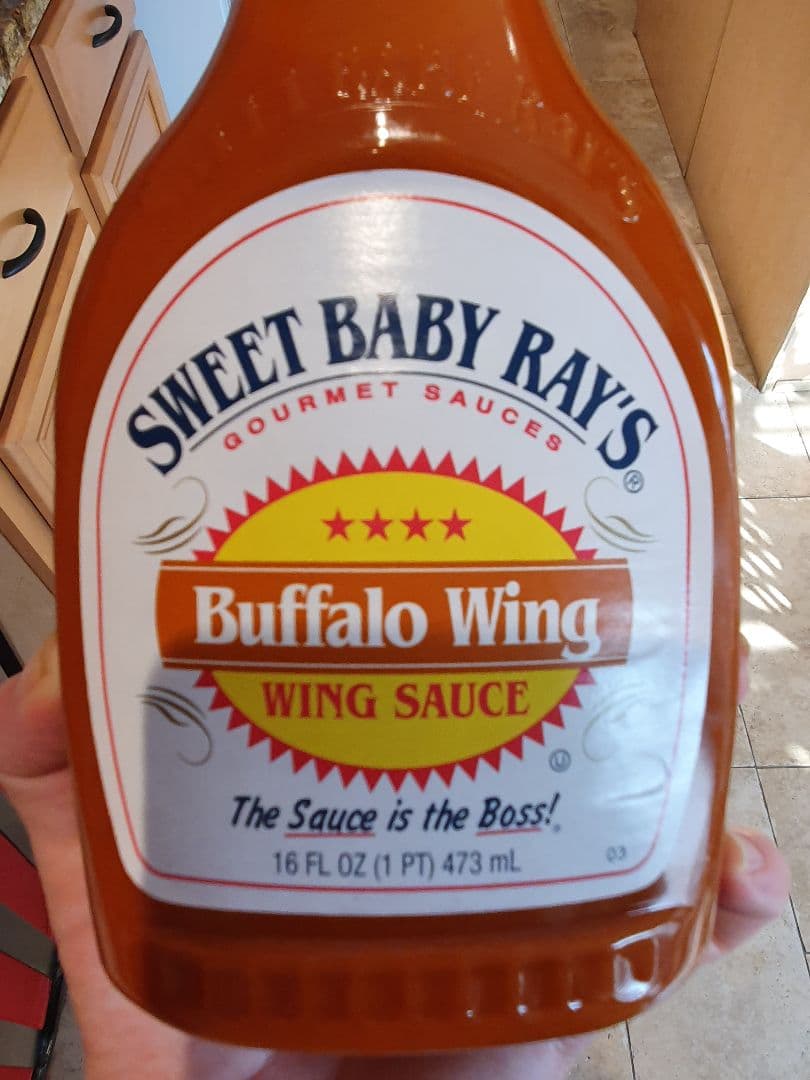 SWEET BABY RAY'S®
GOURMET SAUCES
Buffalo Wing
WING SAUCE
U
The Sauce is the Boss!
16 FL OZ (1 PT) 473 mL
03